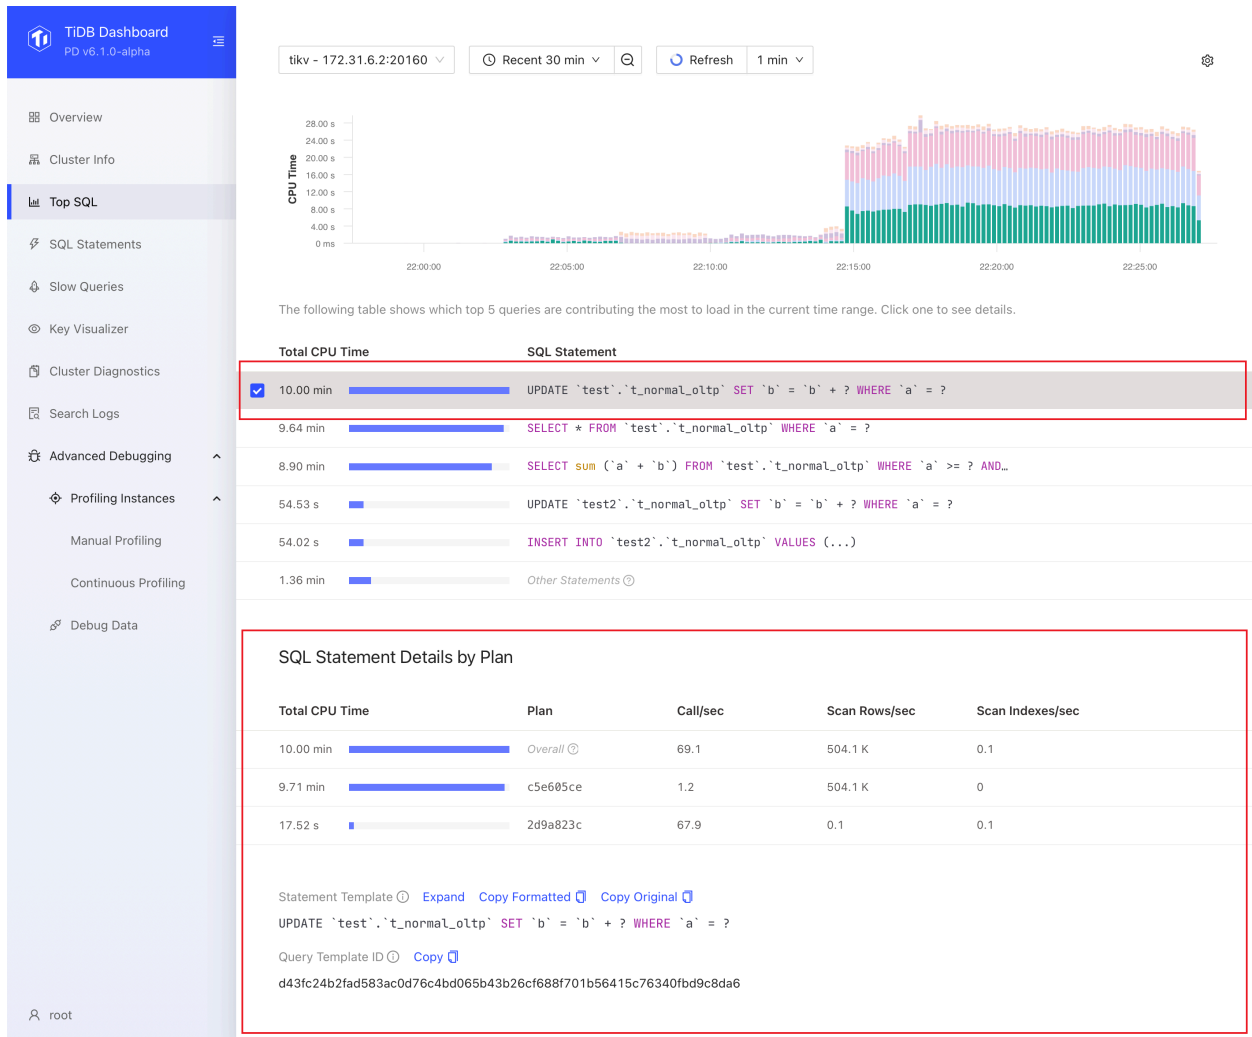 TiDB Dashboard
PD v6.1.0-alpha
Overview
Cluster Info
Top SQL
SQL Statements
Slow Queries
Key Visualizer
Cluster Diagnostics
Search Logs
Advanced Debugging
Profiling Instances
Manual Profiling
Continuous Profiling
Debug Data
root
tikv - 172.31.6.2:20160 Recent 30 min Refresh 1 min
CPU Time
28.00 s
24.00 s
20.00 s
16.00 s
12.00 s
8.00 s
4.00 s
0 ms
22:00:00 22:05:00 22:10:00 22:15:00 22:20:00 22:25:00
The following table shows which top 5 queries are contributing the most to load in the current time range. Click one to see details.
Total CPU Time SQL Statement
10.00 min UPDATE `test`.`t_normal_oltp` SET `b` = `b` + ? WHERE `a` = ?
9.64 min SELECT * FROM `test`.`t_normal_oltp` WHERE `a` = ?
8.90 min SELECT sum (`a` + `b`) FROM `test`.`t_normal_oltp` WHERE `a` >= ? AND…
54.53 s UPDATE `test2`.`t_normal_oltp` SET `b` = `b` + ? WHERE `a` = ?
54.02 s INSERT INTO `test2`.`t_normal_oltp` VALUES (...)
1.36 min Other Statements
SQL Statement Details by Plan
Total CPU Time Plan Call/sec Scan Rows/sec Scan Indexes/sec
10.00 min Overall 69.1 504.1 K 0.1
9.71 min c5e605ce 1.2 504.1 K 0
17.52 s 2d9a823c 67.9 0.1 0.1
Statement Template Expand Copy Formatted Copy Original
UPDATE `test`.`t_normal_oltp` SET `b` = `b` + ? WHERE `a` = ?
Query Template ID Copy
d43fc24b2fad583ac0d76c4bd065b43b26cf688f701b56415c76340fbd9c8da6